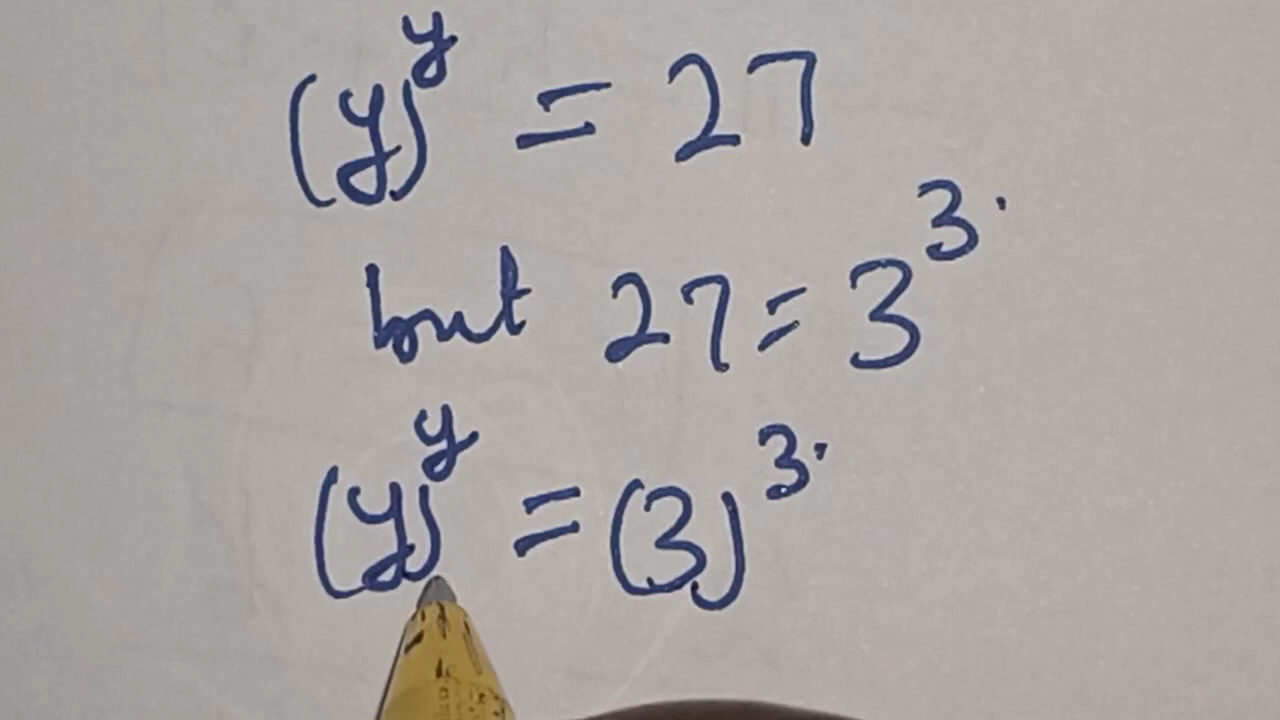 (y)^y = 27
but 27 = 3^3.
(y)^y = (3)^3.